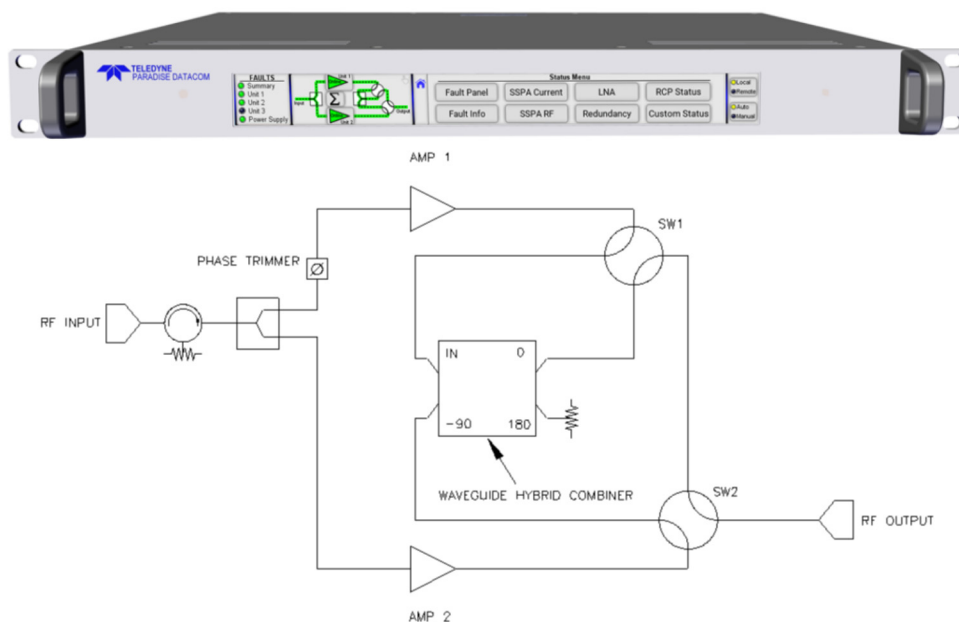 TELEDYNE
PARADISE DATACOM
FAULTS
Summary
Unit 1
Unit 2
Unit 3
Power Supply
Unit 1
Input
Σ
Output
Unit 2
Status Menu
Fault Panel
SSPA Current
LNA
RCP Status
Fault Info
SSPA RF
Redundancy
Custom Status
Local
Remote
Auto
Manual
AMP 1
SW1
PHASE TRIMMER
RF INPUT
IN
0
-90
180
WAVEGUIDE HYBRID COMBINER
SW2
RF OUTPUT
AMP 2